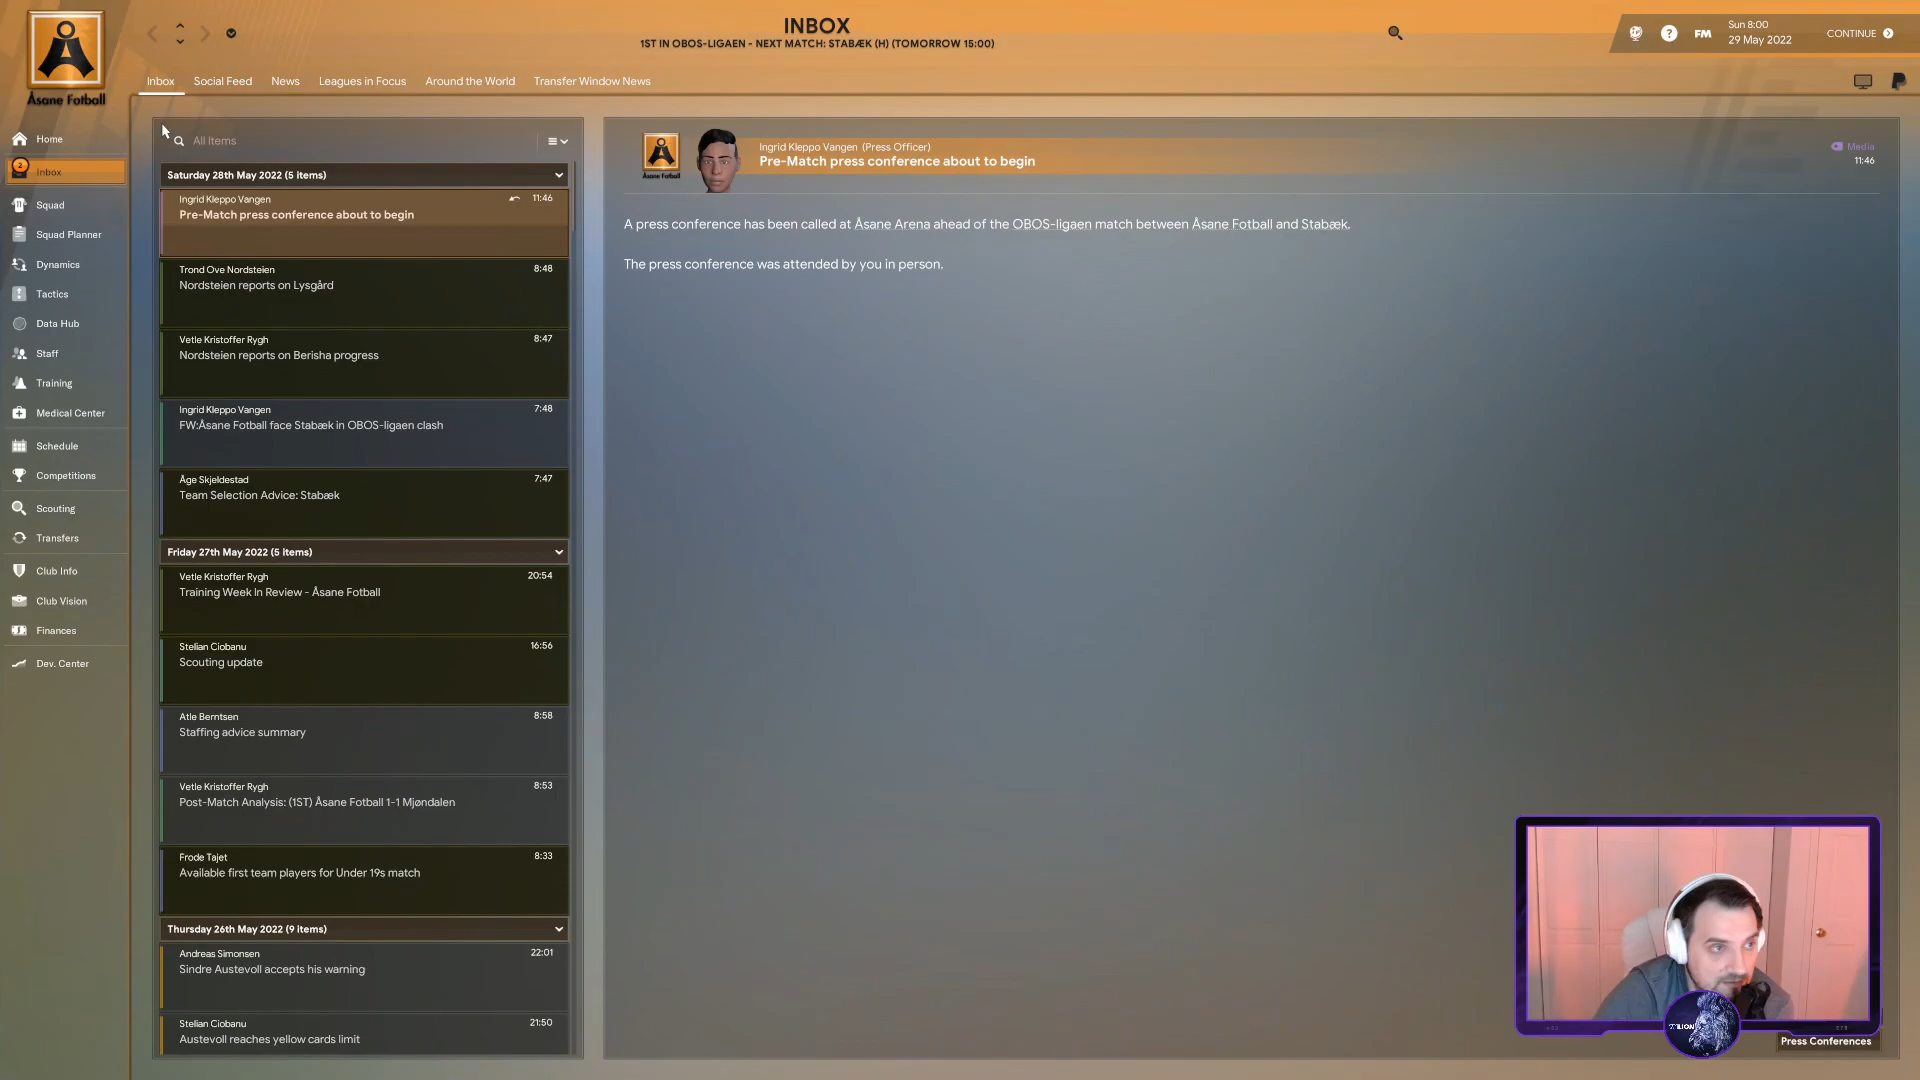 INBOX
1ST IN OBOS-LIGAEN - NEXT MATCH: STABÆK (H) (TOMORROW 15:00)
FM
Sun 8:00
29 May 2022
CONTINUE
Åsane Fotball
Inbox
Social Feed
News
Leagues in Focus
Around the World
Transfer Window News
Home
2
Inbox
Squad
Squad Planner
Dynamics
Tactics
Data Hub
Staff
Training
Medical Center
Schedule
Competitions
Scouting
Transfers
Club Info
Club Vision
Finances
Dev. Center
All Items
Saturday 28th May 2022 (5 items)
Ingrid Kleppo Vangen 11:46
Pre-Match press conference about to begin
Trond Ove Nordsteien 8:48
Nordsteien reports on Lysgård
Vetle Kristoffer Rygh 8:47
Nordsteien reports on Berisha progress
Ingrid Kleppo Vangen 7:48
FW:Åsane Fotball face Stabæk in OBOS-ligaen clash
Åge Skjeldestad 7:47
Team Selection Advice: Stabæk
Friday 27th May 2022 (5 items)
Vetle Kristoffer Rygh 20:54
Training Week In Review - Åsane Fotball
Stelian Ciobanu 16:56
Scouting update
Atle Berntsen 8:58
Staffing advice summary
Vetle Kristoffer Rygh 8:53
Post-Match Analysis: (1ST) Åsane Fotball 1-1 Mjøndalen
Frode Tajet 8:33
Available first team players for Under 19s match
Thursday 26th May 2022 (9 items)
Andreas Simonsen 22:01
Sindre Austevoll accepts his warning
Stelian Ciobanu 21:50
Austevoll reaches yellow cards limit
Åsane Fotball
Ingrid Kleppo Vangen (Press Officer)
Pre-Match press conference about to begin
Media
11:46
A press conference has been called at Åsane Arena ahead of the OBOS-ligaen match between Åsane Fotball and Stabæk.
The press conference was attended by you in person.
Press Conferences